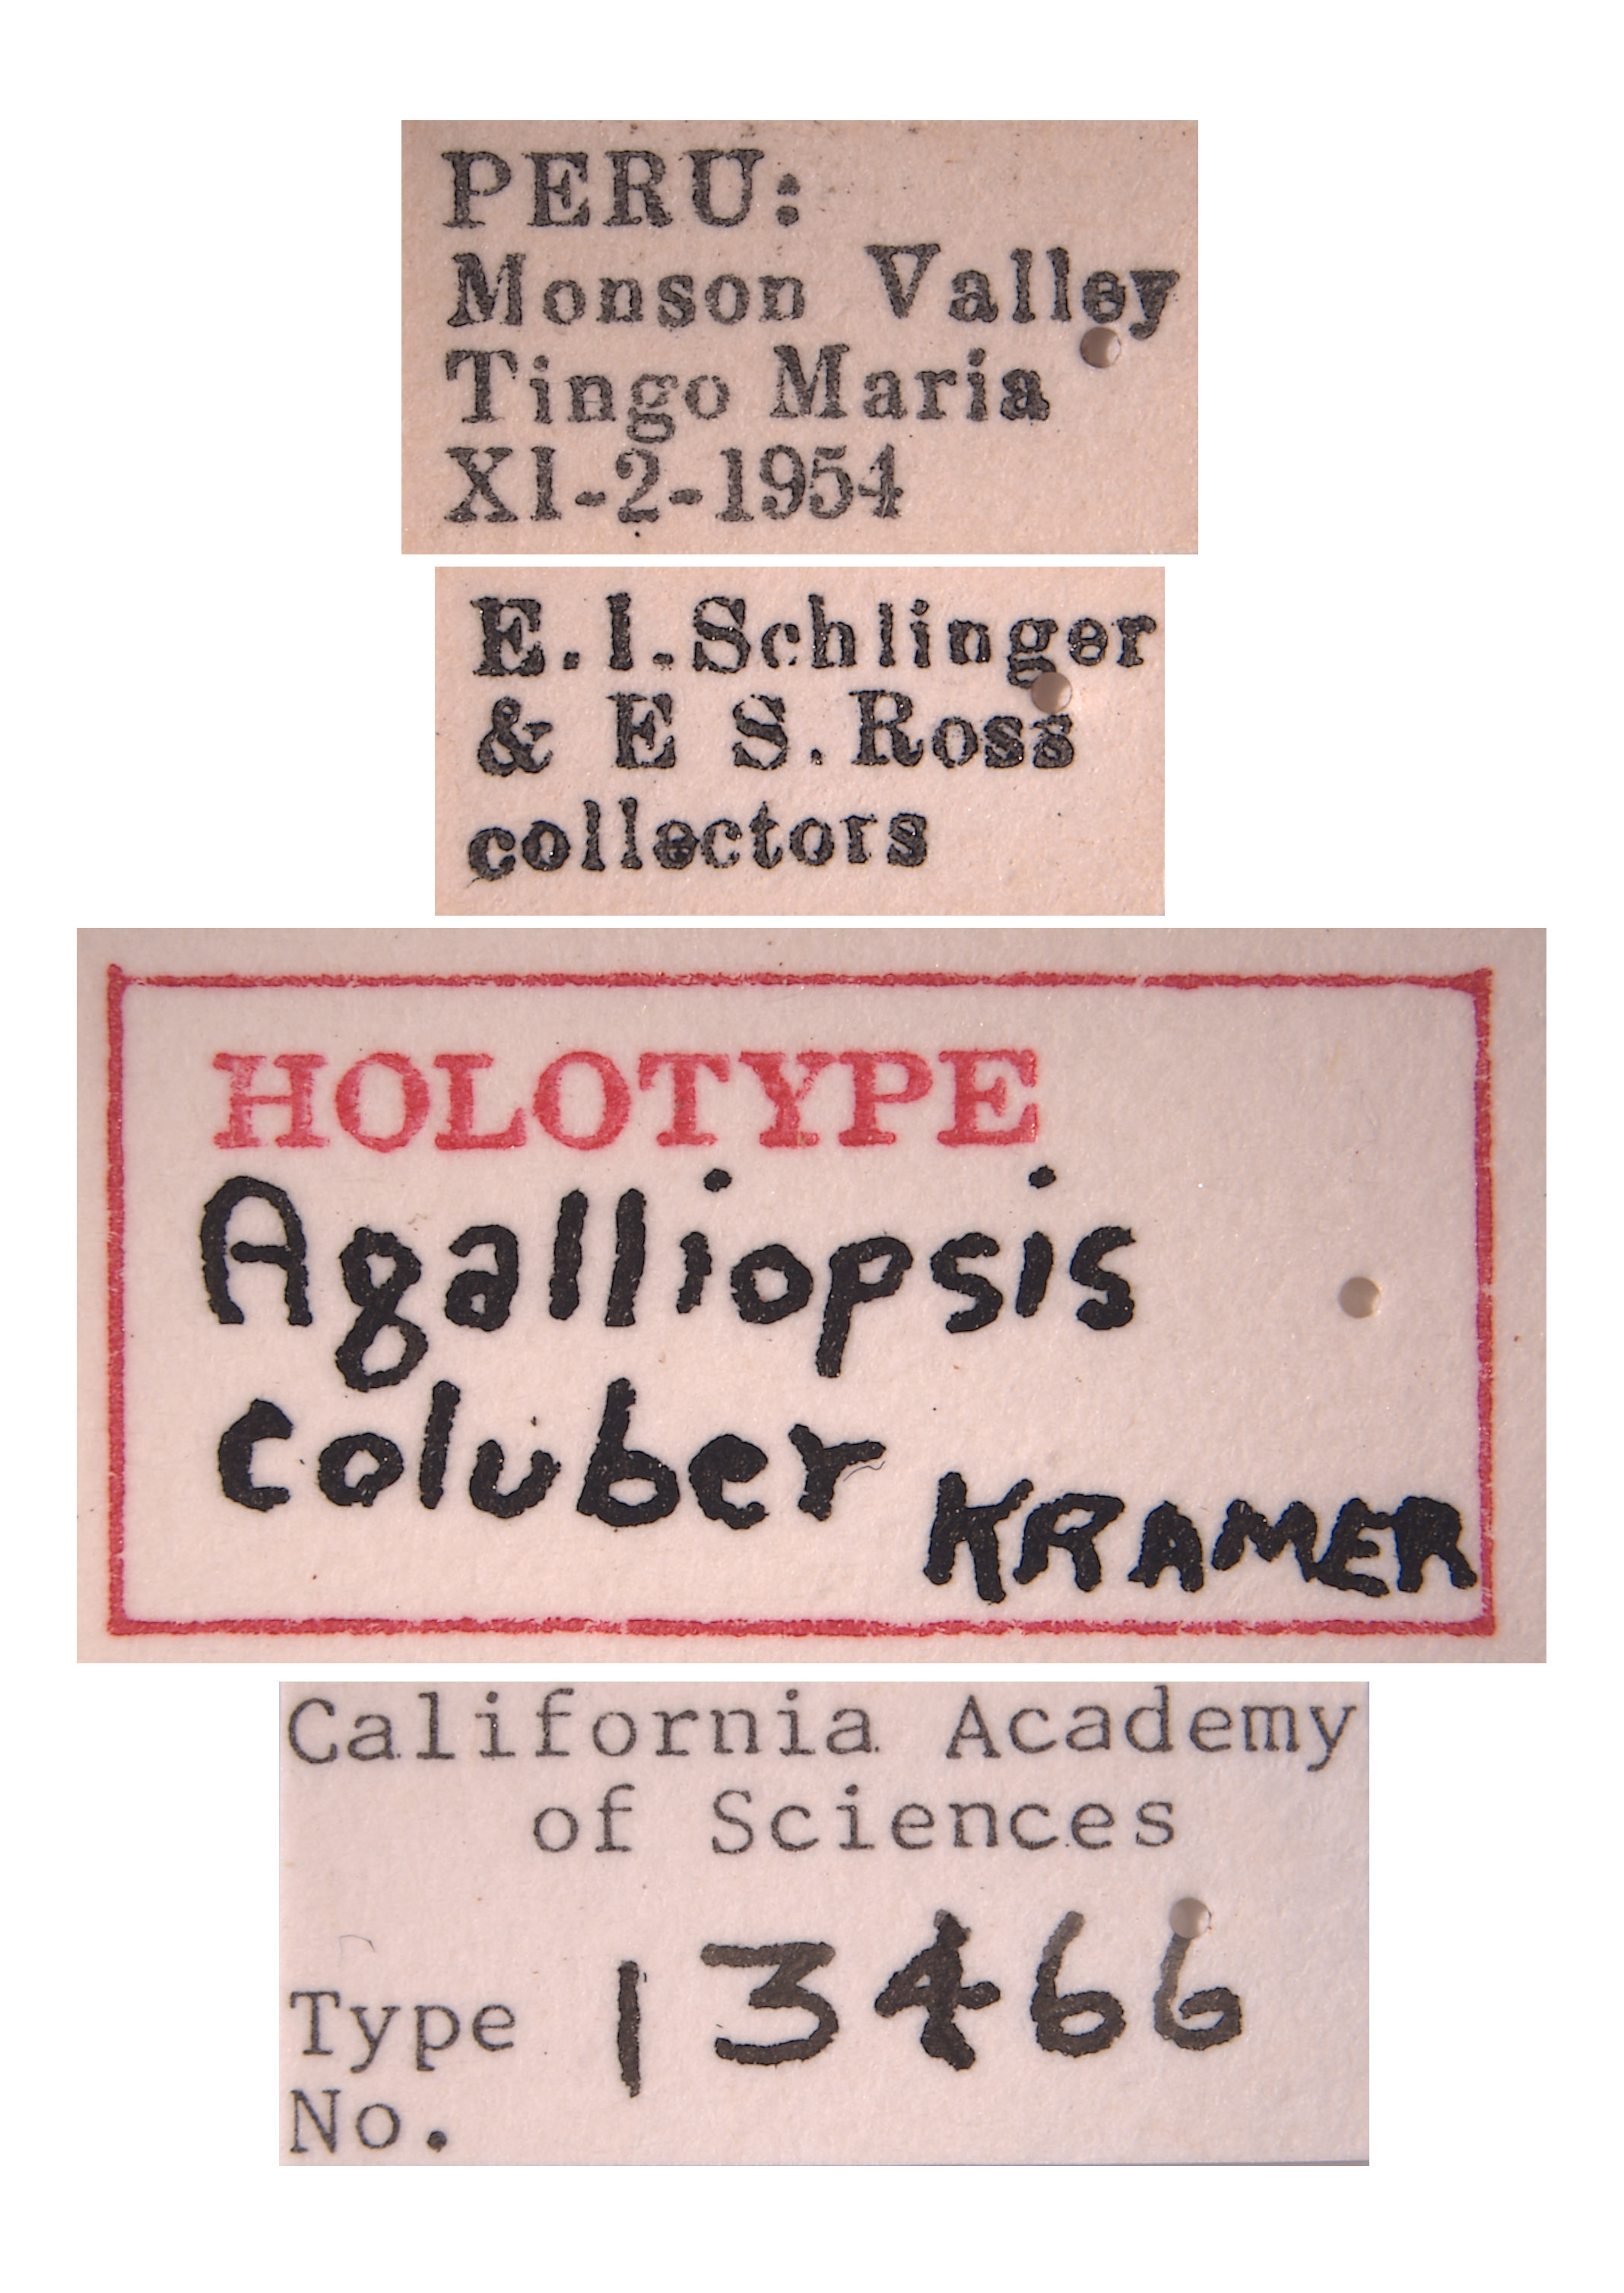 PERU:
Monson Valley
Tingo Maria
XI-2-1954
E.I.Schlinger
& E S.Ross
collectors
HOLOTYPE
Agalliopsis
coluber
KRAMER
California Academy
of Sciences
Type 13466
No.